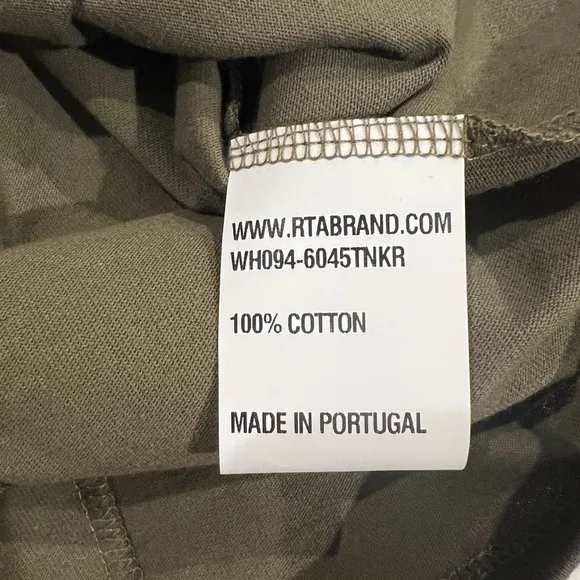 WWW.RTABRAND.COM
WH094-6045TNKR
100% COTTON
MADE IN PORTUGAL